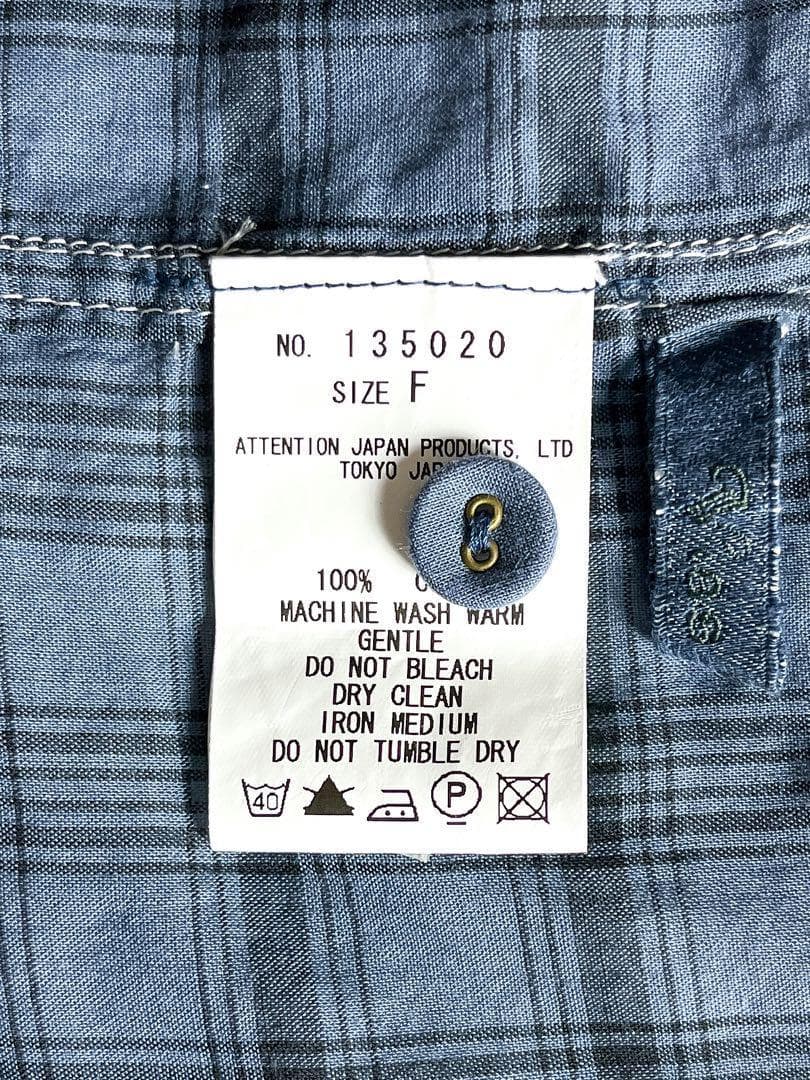 NO. 135020
SIZE F
ATTENTION JAPAN PRODUCTS, LTD
TOKYO
100%
MACHINE WASH WARM
GENTLE
DO NOT BLEACH
DRY CLEAN
IRON MEDIUM
DO NOT TUMBLE DRY
40 P